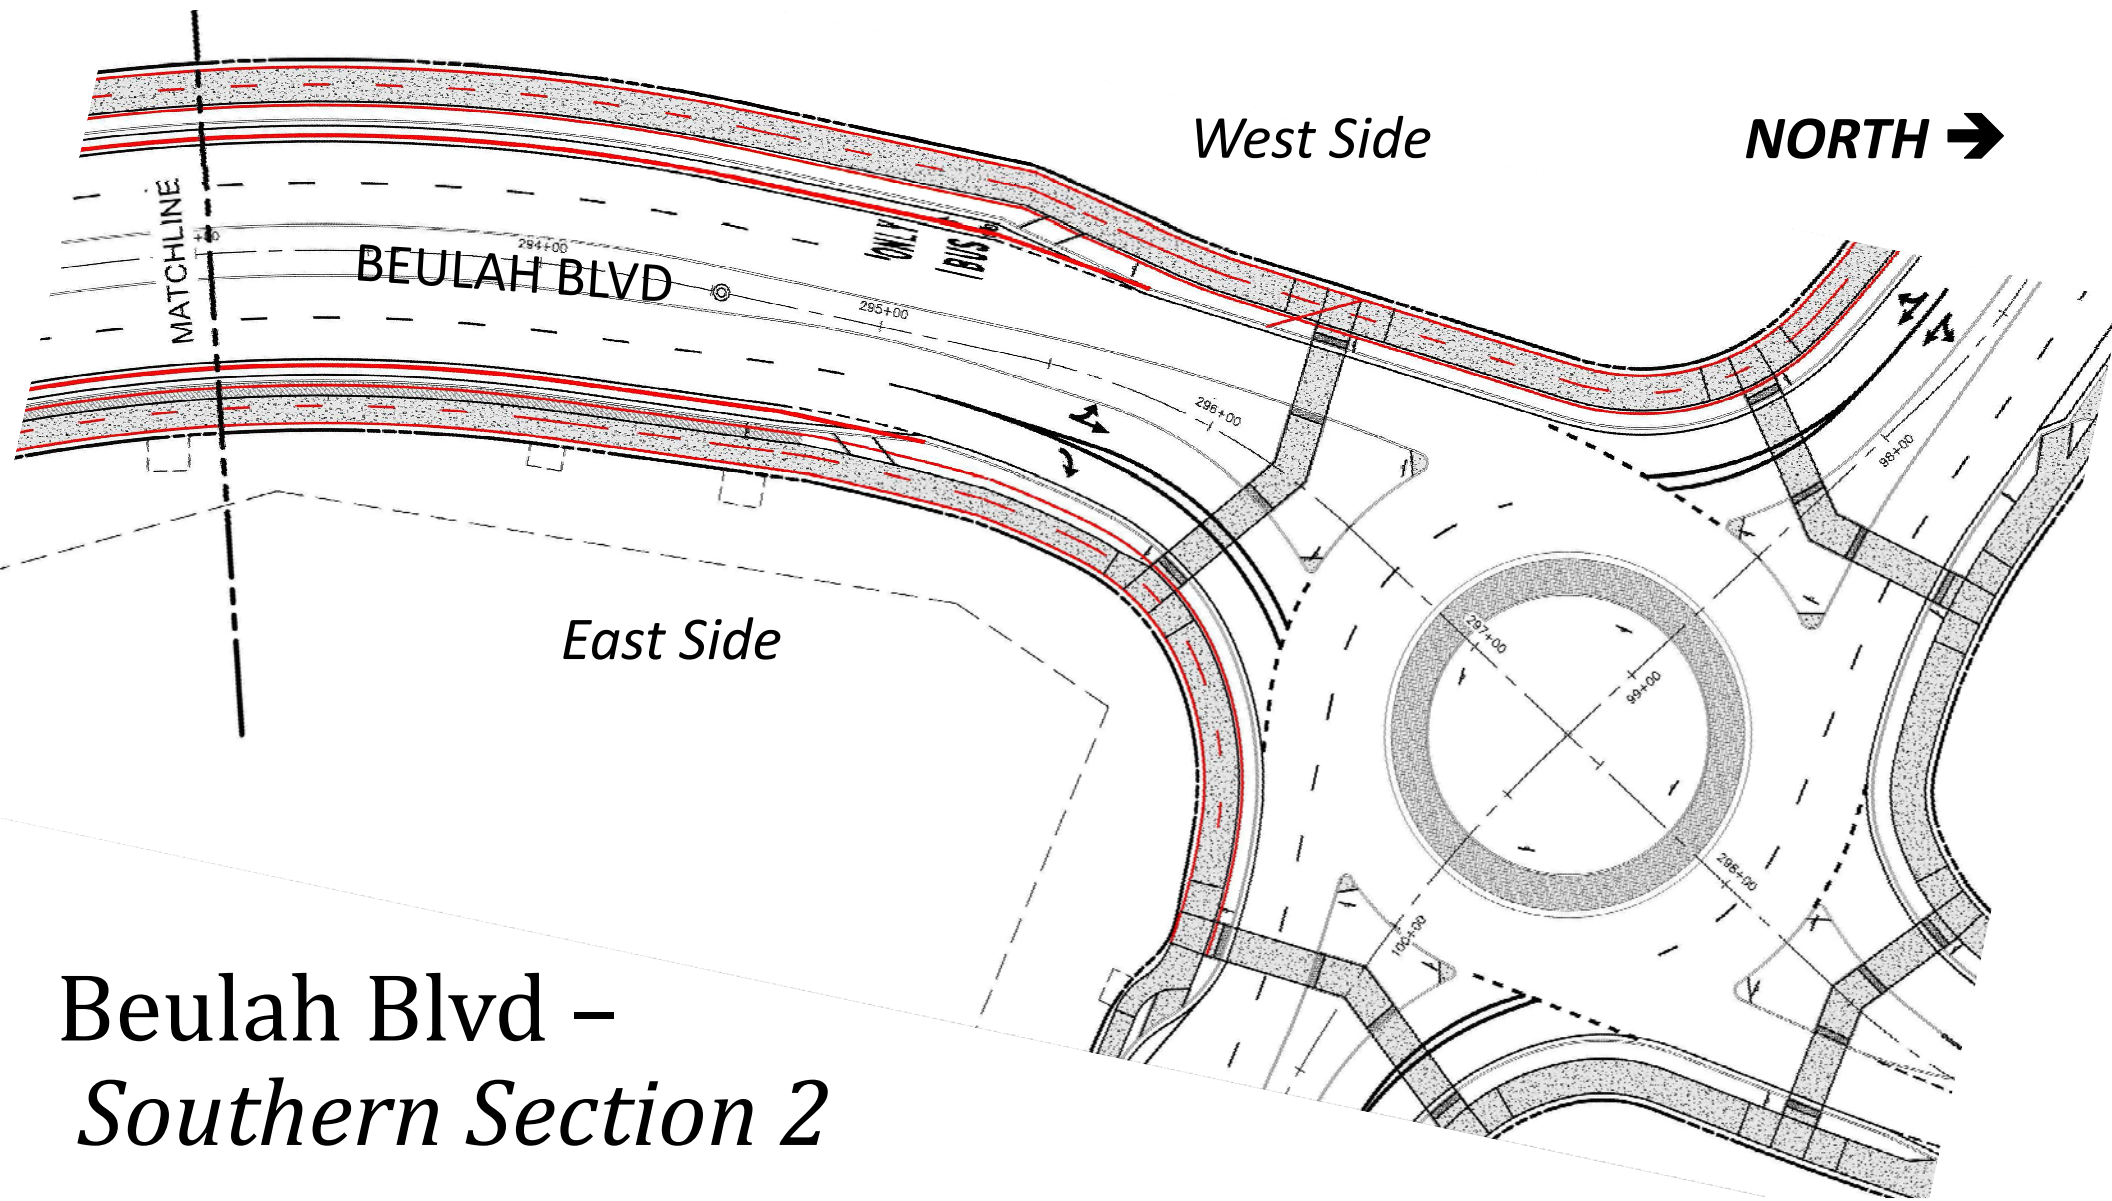 West Side
NORTH →
MATCHLINE
+00
294+00
BEULAH BLVD
ONLY
BUS
295+00
296+00
98+00
East Side
297+00
99+00
298+00
100+00
Beulah Blvd –
Southern Section 2